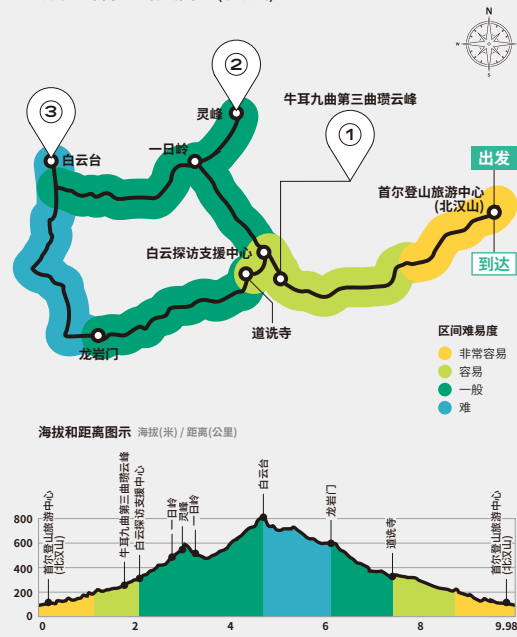 N
W
S
②
③
灵峰
牛耳九曲第三曲瓒云峰
①
白云台
一日岭
出发
首尔登山旅游中心
(北汉山)
白云探访支援中心
到达
道诜寺
龙岩门
区间难易度
非常容易
容易
一般
难
海拔和距离图示 海拔(米) / 距离(公里)
首尔登山旅游中心
(北汉山)
牛耳九曲第三曲瓒云峰
白云探访支援中心
一日岭
灵峰
一日岭
白云台
龙岩门
道诜寺
首尔登山旅游中心
(北汉山)
800
600
400
200
0
0 2 4 6 8 9.98